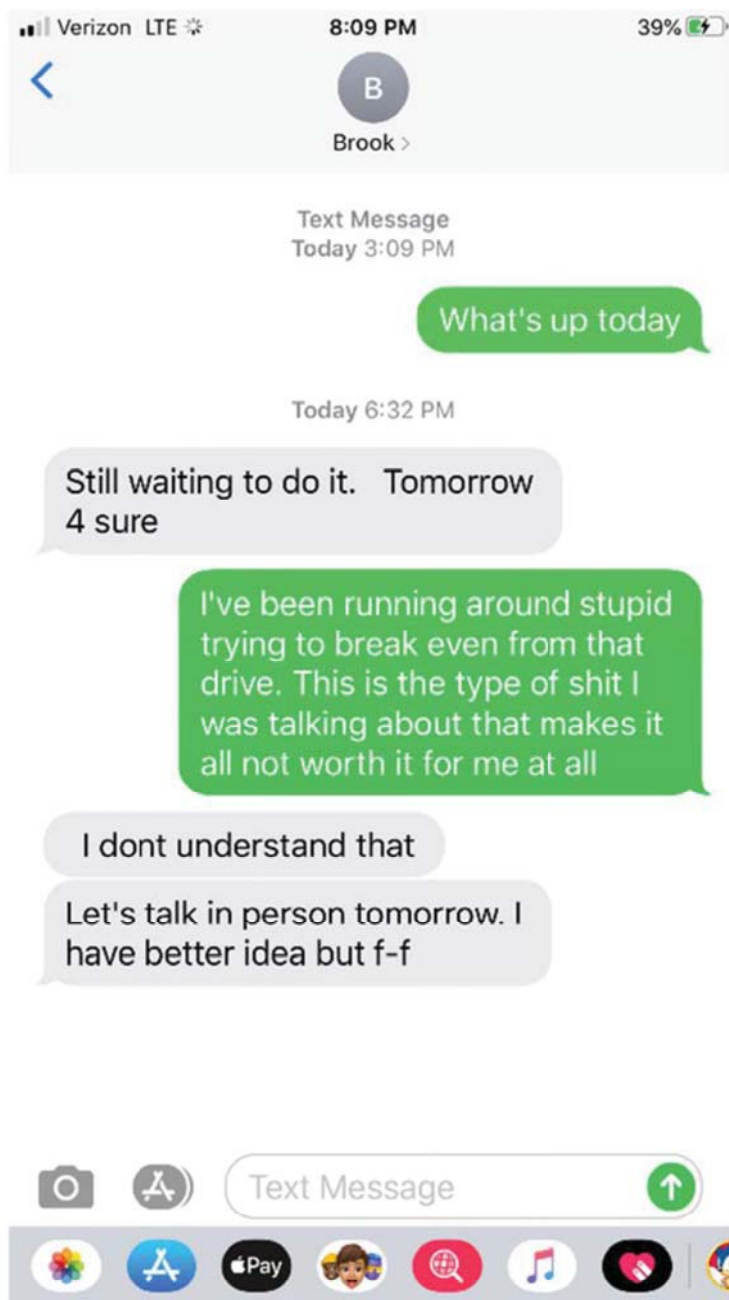 Verizon LTE 8:09 PM 39%
B
Brook >
Text Message
Today 3:09 PM
What's up today
Today 6:32 PM
Still waiting to do it.   Tomorrow
4 sure
I've been running around stupid
trying to break even from that
drive. This is the type of shit I
was talking about that makes it
all not worth it for me at all
I dont understand that
Let's talk in person tomorrow. I
have better idea but f-f
Text Message
Pay